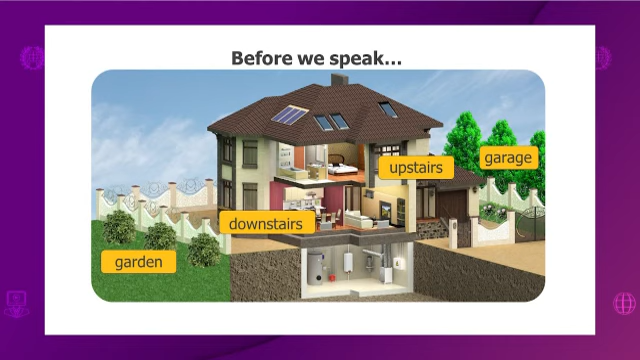 Before we speak...
garage
upstairs
downstairs
garden